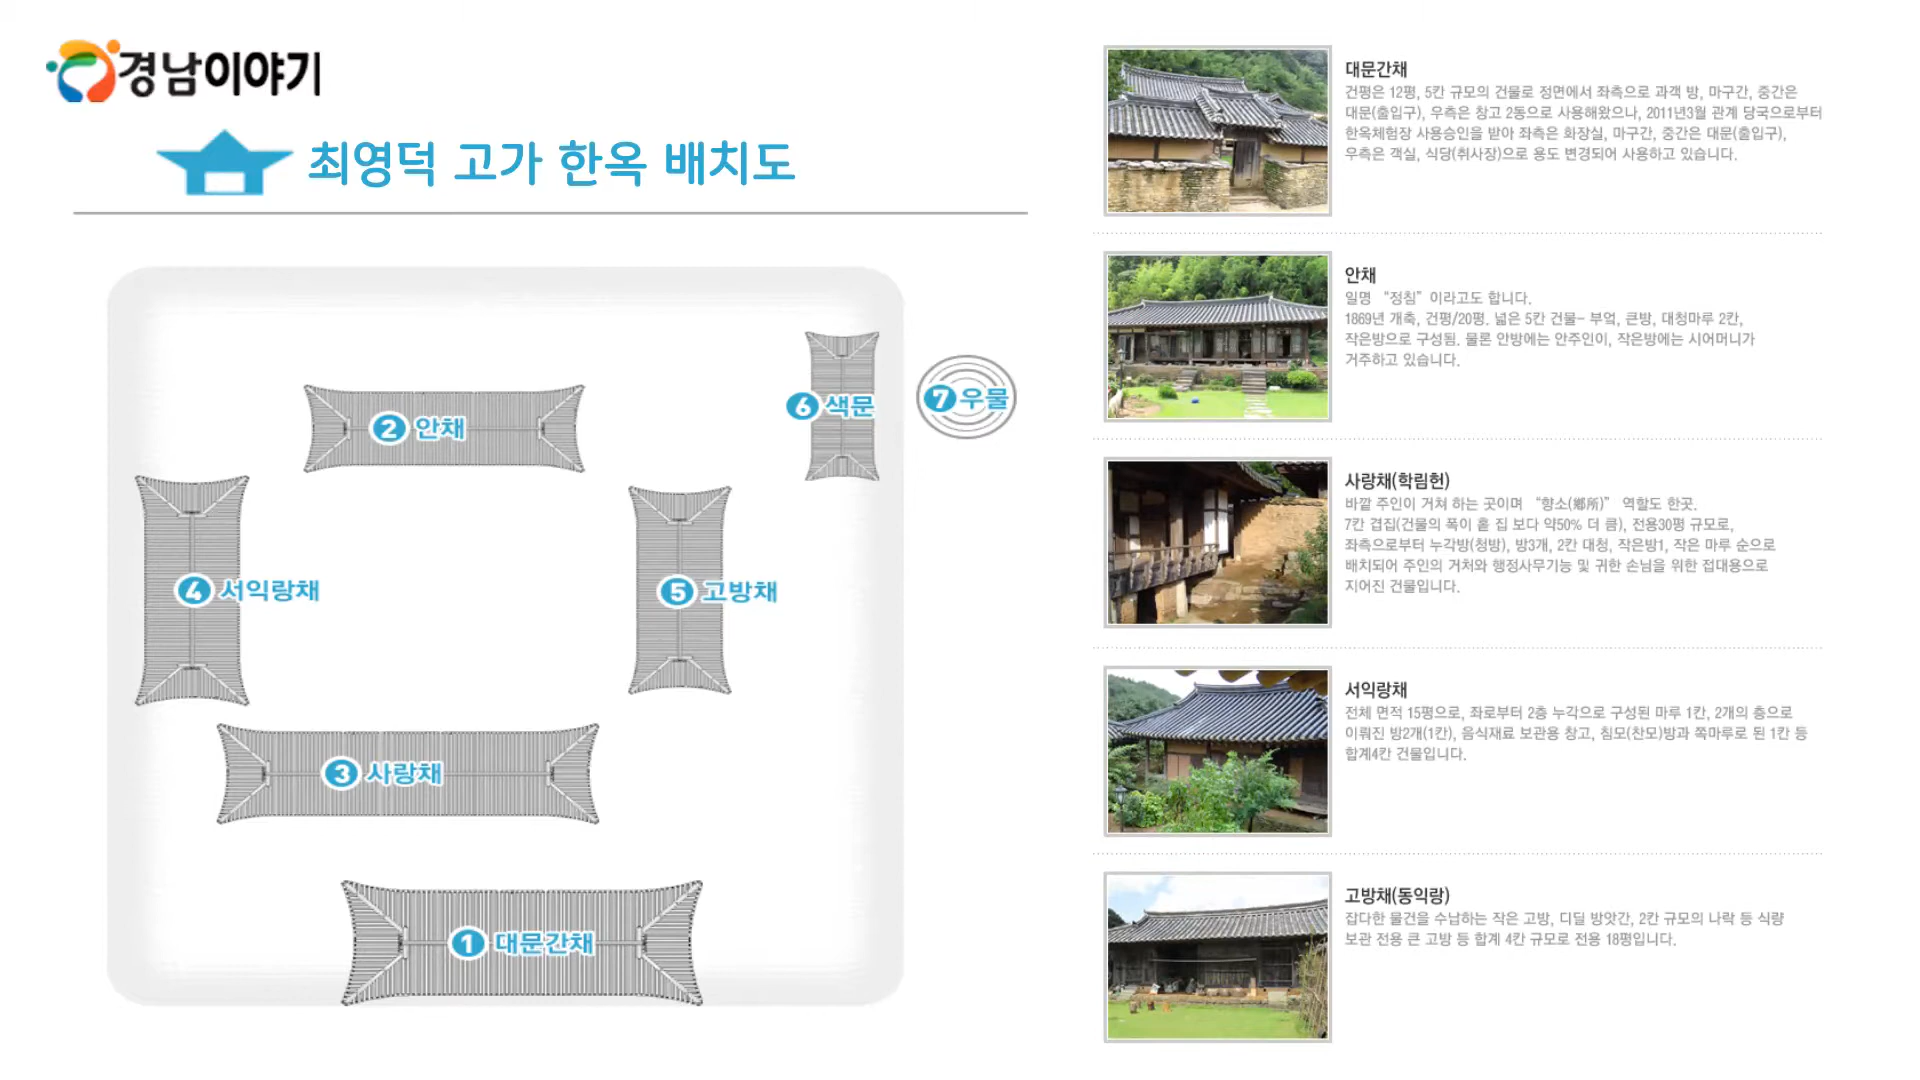 경남이야기
최영덕 고가 한옥 배치도
❷ 안채
❻ 색문
❼ 우물
❹ 서익랑채
❺ 고방채
❸ 사랑채
❶ 대문간채
대문간채
건평은 12평, 5칸 규모의 건물로 정면에서 좌측으로 과객 방, 마구간, 중간은
대문(출입구), 우측은 창고 2동으로 사용해왔으나, 2011년3월 관계 당국으로부터
한옥체험장 사용승인을 받아 좌측은 화장실, 마구간, 중간은 대문(출입구),
우측은 객실, 식당(취사장)으로 용도 변경되어 사용하고 있습니다.
안채
일명 “정침”이라고도 합니다.
1869년 개축, 건평/20평. 넓은 5칸 건물- 부엌, 큰방, 대청마루 2칸,
작은방으로 구성됨. 물론 안방에는 안주인이, 작은방에는 시어머니가
거주하고 있습니다.
사랑채(학림헌)
바깥 주인이 거쳐 하는 곳이며 “향소(鄕所)” 역할도 한곳.
7칸 겹집(건물의 폭이 홑 집 보다 약50% 더 큼), 전용30평 규모로,
좌측으로부터 누각방(청방), 방3개, 2칸 대청, 작은방1, 작은 마루 순으로
배치되어 주인의 거처와 행정사무기능 및 귀한 손님을 위한 접대용으로
지어진 건물입니다.
서익랑채
전체 면적 15평으로, 좌로부터 2층 누각으로 구성된 마루 1칸, 2개의 층으로
이뤄진 방2개(1칸), 음식재료 보관용 창고, 침모(찬모)방과 쪽마루로 된 1칸 등
합계4칸 건물입니다.
고방채(동익랑)
잡다한 물건을 수납하는 작은 고방, 디딜 방앗간, 2칸 규모의 나락 등 식량
보관 전용 큰 고방 등 합계 4칸 규모로 전용 18평입니다.